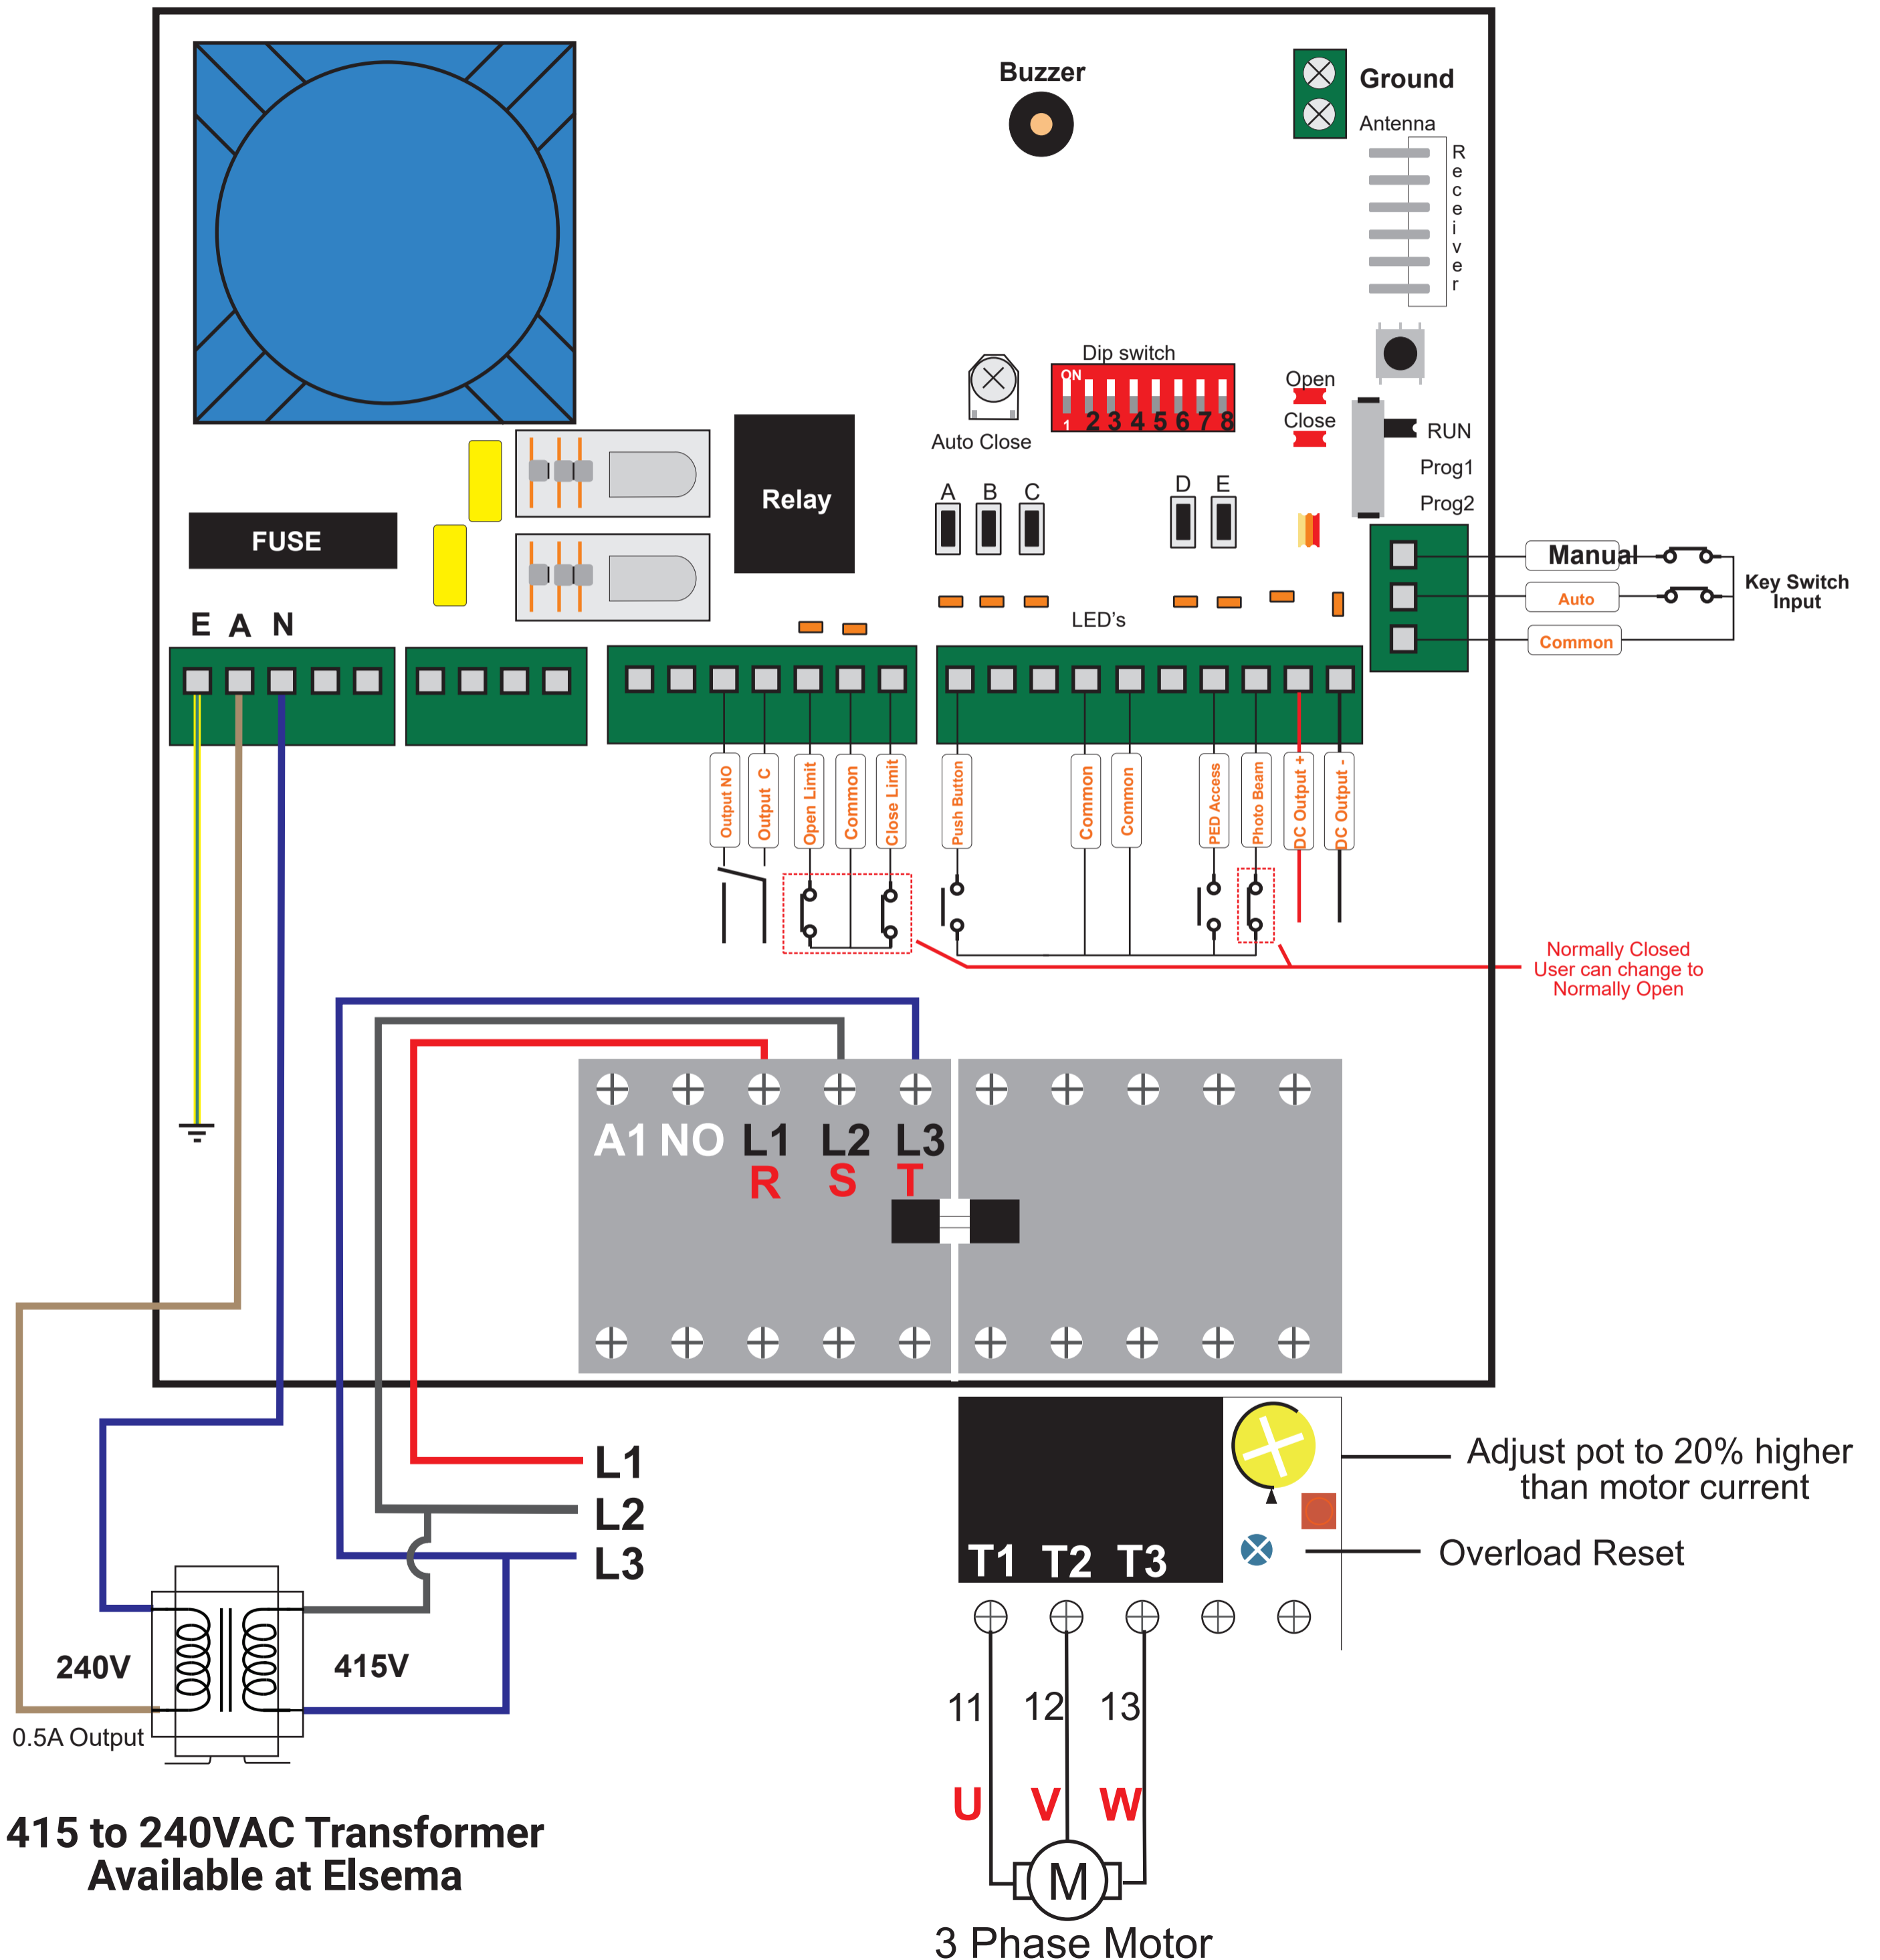 Buzzer
Ground
Antenna
Receiver
Dip switch
ON
1 2 3 4 5 6 7 8
Auto Close
Open
Close
RUN
Prog1
Prog2
Relay
A B C
D E
FUSE
Manual
Auto
Common
Key Switch
Input
E A N
LED's
Output NO
Output C
Open Limit
Common
Close Limit
Push Button
Common
Common
PED Access
Photo Beam
DC Output +
DC Output -
Normally Closed
User can change to
Normally Open
A1 NO L1 L2 L3
R S T
L1
L2
L3
Adjust pot to 20% higher
than motor current
T1 T2 T3
Overload Reset
240V
415V
0.5A Output
11 12 13
U V W
415 to 240VAC Transformer
Available at Elsema
M
3 Phase Motor